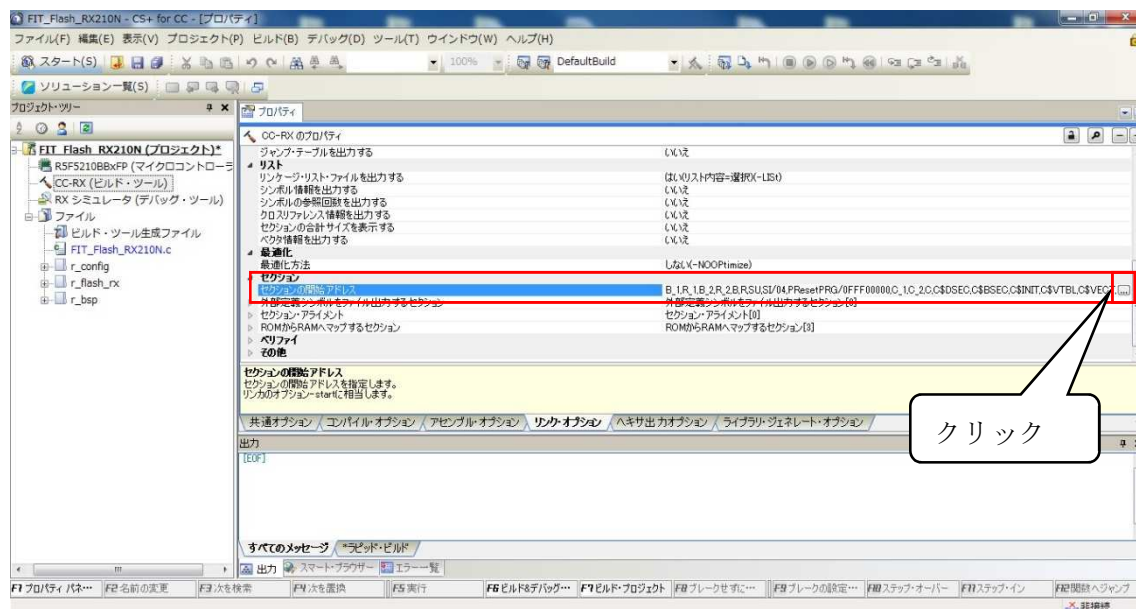 FIT_Flash_RX210N - CS+ for CC - [プロパティ]
ファイル(F) 編集(E) 表示(V) プロジェクト(P) ビルド(B) デバッグ(D) ツール(T) ウインドウ(W) ヘルプ(H)
スタート(S) 100% DefaultBuild
ソリューション一覧(S)
プロジェクト・ツリー
プロパティ
FIT_Flash_RX210N (プロジェクト)*
R5F5210BBxFP (マイクロコントローラ
CC-RX (ビルド・ツール)
RX シミュレータ (デバッグ・ツール)
ファイル
ビルド・ツール生成ファイル
FIT_Flash_RX210N.c
r_config
r_flash_rx
r_bsp
CC-RX のプロパティ
ジャンプ・テーブルを出力する いいえ
リスト
リンケージ・リスト・ファイルを出力する はい(リスト内容=選択)(-LISt)
シンボル情報を出力する いいえ
シンボルの参照回数を出力する いいえ
クロスリファレンス情報を出力する いいえ
セクションの合計サイズを表示する いいえ
ベクタ情報を出力する いいえ
最適化
最適化方法 しない(-NOOPtimize)
セクション
セクションの開始アドレス B_1,R_1,B_2,R_2,B,R,SU,SI/04,PResetPRG/0FFF00000,C_1,C_2,C,C$DSEC,C$BSEC,C$INIT,C$VTBL,C$VECT, ...
外部定義シンボルをファイル出力するセクション 外部定義シンボルをファイル出力するセクション[0]
セクション・アライメント セクション・アライメント[0]
ROMからRAMへマップするセクション ROMからRAMへマップするセクション[3]
ベリファイ
その他
セクションの開始アドレス
セクションの開始アドレスを指定します。
リンカのオプション-startに相当します。
共通オプション コンパイル・オプション アセンブル・オプション リンク・オプション ヘキサ出力オプション ライブラリ・ジェネレート・オプション
クリック
出力
[EOF]
すべてのメッセージ *ラピッド・ビルド
出力 スマート・ブラウザー エラー一覧
F1 プロパティ パネ… F2 名前の変更 F3 次を検索 F4 次を置換 F5 実行 F6 ビルド&デバッグ… F7 ビルド・プロジェクト F8 ブレークせずに… F9 ブレークの設定… F10 ステップ・オーバー F11 ステップ・イン F12 関数へジャンプ
非接続